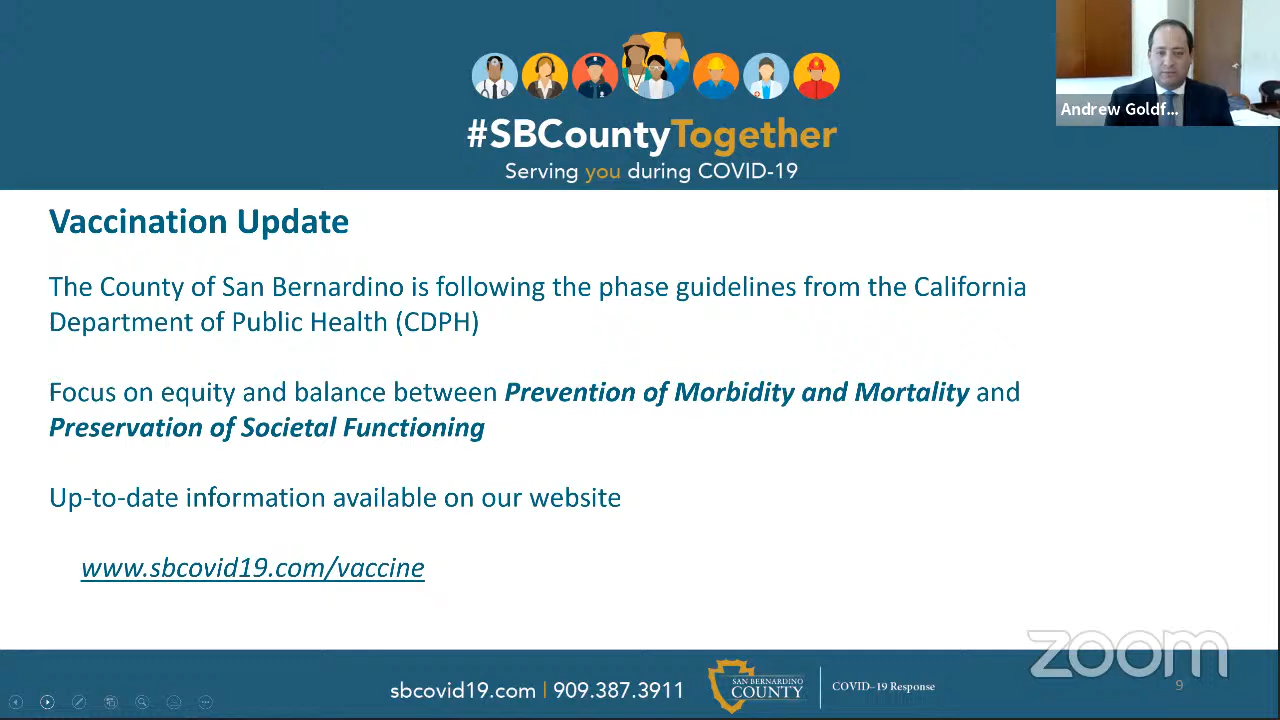 #SBCountyTogether
Serving you during COVID-19
Andrew Goldf...
Vaccination Update
The County of San Bernardino is following the phase guidelines from the California
Department of Public Health (CDPH)
Focus on equity and balance between Prevention of Morbidity and Mortality and
Preservation of Societal Functioning
Up-to-date information available on our website
www.sbcovid19.com/vaccine
zoom
sbcovid19.com | 909.387.3911
SAN BERNARDINO
COUNTY
COVID–19 Response
9